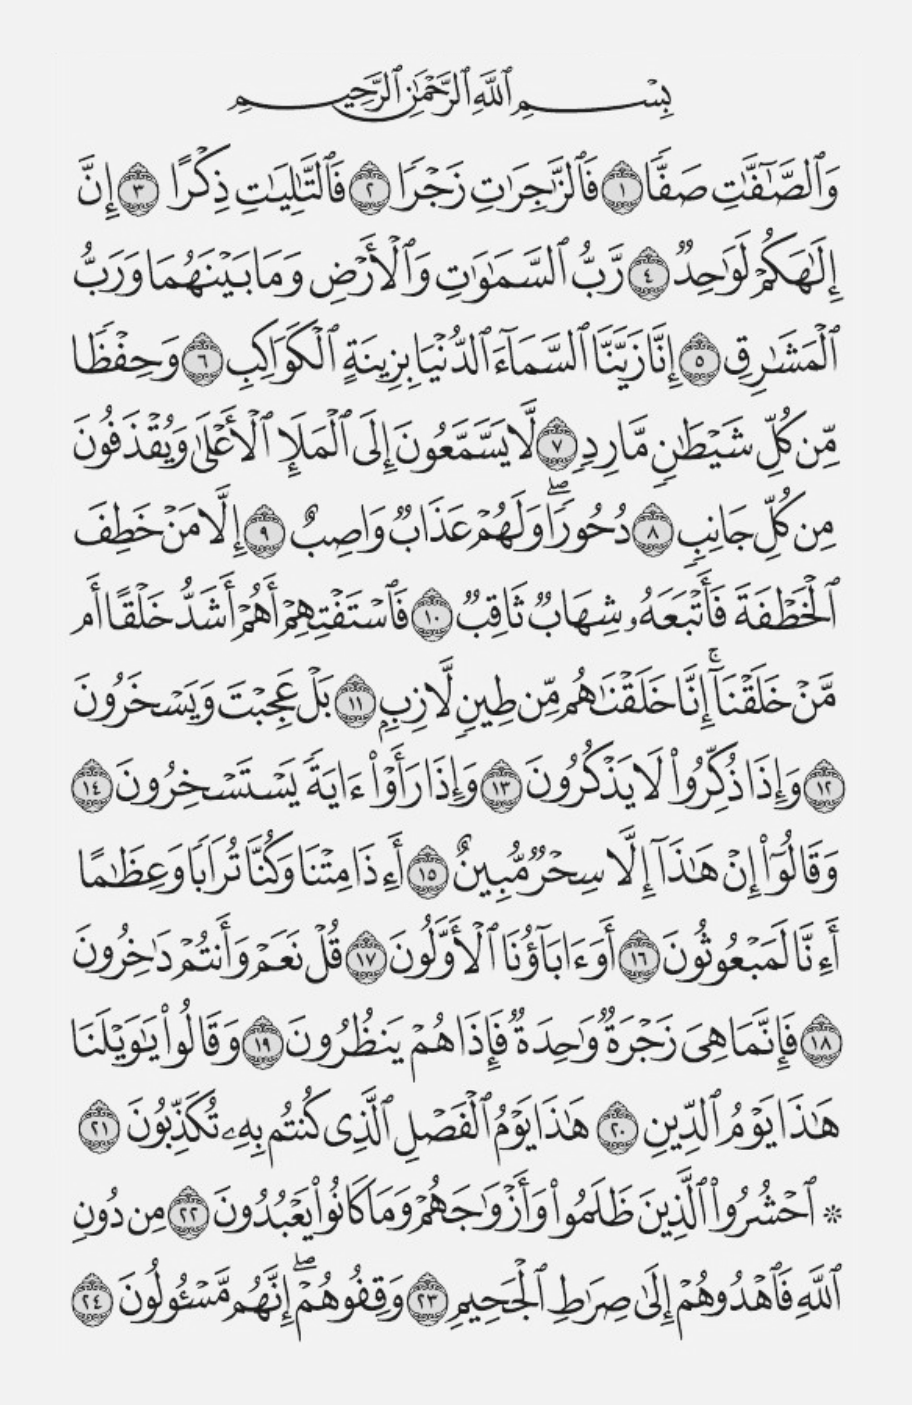 بِسْمِ ٱللَّهِ ٱلرَّحْمَٰنِ ٱلرَّحِيمِ
وَٱلصَّٰٓفَّٰتِ صَفًّا ١ فَٱلزَّٰجِرَٰتِ زَجْرًا ٢ فَٱلتَّٰلِيَٰتِ ذِكْرًا ٣ إِنَّ
إِلَٰهَكُمْ لَوَٰحِدٌ ٤ رَّبُّ ٱلسَّمَٰوَٰتِ وَٱلْأَرْضِ وَمَا بَيْنَهُمَا وَرَبُّ
ٱلْمَشَٰرِقِ ٥ إِنَّا زَيَّنَّا ٱلسَّمَآءَ ٱلدُّنْيَا بِزِينَةٍ ٱلْكَوَاكِبِ ٦ وَحِفْظًا
مِّن كُلِّ شَيْطَٰنٍ مَّارِدٍ ٧ لَّا يَسَّمَّعُونَ إِلَى ٱلْمَلَإِ ٱلْأَعْلَىٰ وَيُقْذَفُونَ
مِن كُلِّ جَانِبٍ ٨ دُحُورًا ۖ وَلَهُمْ عَذَابٌ وَاصِبٌ ٩ إِلَّا مَنْ خَطِفَ
ٱلْخَطْفَةَ فَأَتْبَعَهُۥ شِهَابٌ ثَاقِبٌ ١٠ فَٱسْتَفْتِهِمْ أَهُمْ أَشَدُّ خَلْقًا أَم
مَّنْ خَلَقْنَآ ۚ إِنَّا خَلَقْنَٰهُم مِّن طِينٍ لَّازِبٍ ١١ بَلْ عَجِبْتَ وَيَسْخَرُونَ
١٢ وَإِذَا ذُكِّرُوا۟ لَا يَذْكُرُونَ ١٣ وَإِذَا رَأَوْا۟ ءَايَةً يَسْتَسْخِرُونَ ١٤
وَقَالُوٓا۟ إِنْ هَٰذَآ إِلَّا سِحْرٌ مُّبِينٌ ١٥ أَءِذَا مِتْنَا وَكُنَّا تُرَابًا وَعِظَٰمًا
أَءِنَّا لَمَبْعُوثُونَ ١٦ أَوَءَابَآؤُنَا ٱلْأَوَّلُونَ ١٧ قُلْ نَعَمْ وَأَنتُمْ دَٰخِرُونَ
١٨ فَإِنَّمَا هِىَ زَجْرَةٌ وَٰحِدَةٌ فَإِذَا هُمْ يَنظُرُونَ ١٩ وَقَالُوا۟ يَٰوَيْلَنَا
هَٰذَا يَوْمُ ٱلدِّينِ ٢٠ هَٰذَا يَوْمُ ٱلْفَصْلِ ٱلَّذِى كُنتُم بِهِۦ تُكَذِّبُونَ ٢١
۞ ٱحْشُرُوا۟ ٱلَّذِينَ ظَلَمُوا۟ وَأَزْوَٰجَهُمْ وَمَا كَانُوا۟ يَعْبُدُونَ ٢٢ مِن دُونِ
ٱللَّهِ فَٱهْدُوهُمْ إِلَىٰ صِرَٰطِ ٱلْجَحِيمِ ٢٣ وَقِفُوهُمْ ۖ إِنَّهُم مَّسْـُٔولُونَ ٢٤